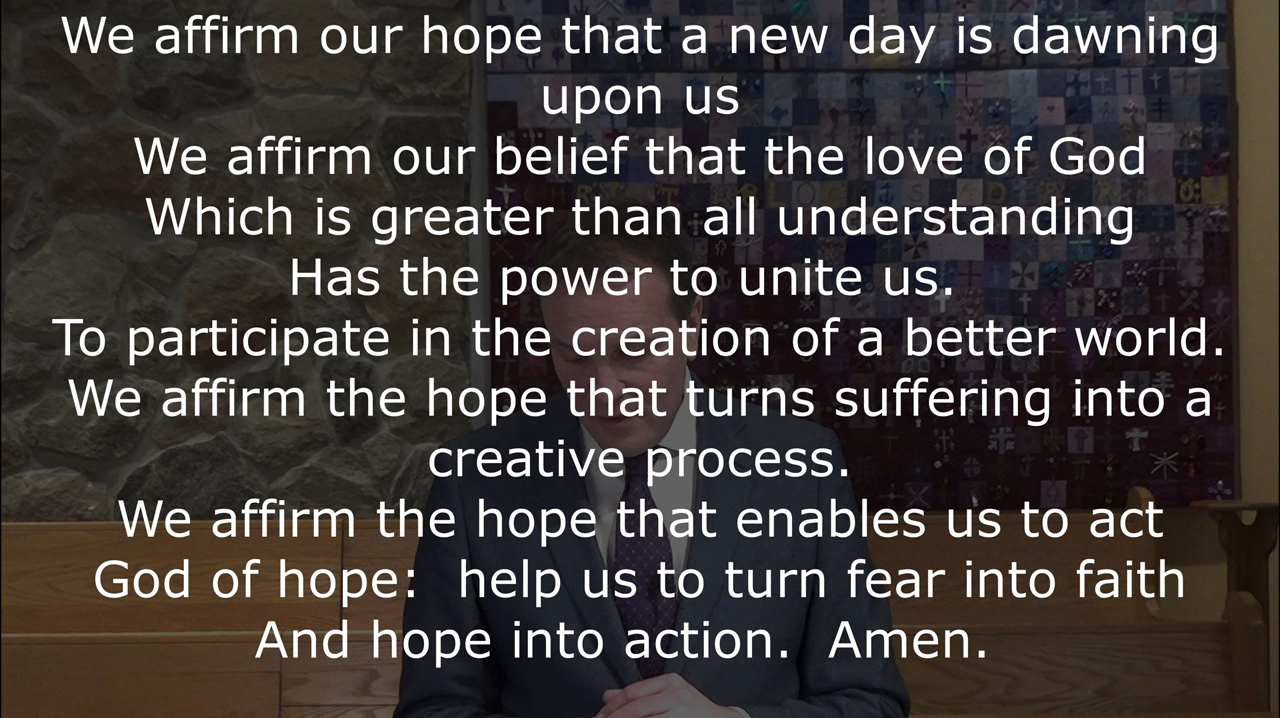 We affirm our hope that a new day is dawning
upon us
We affirm our belief that the love of God
Which is greater than all understanding
Has the power to unite us.
To participate in the creation of a better world.
We affirm the hope that turns suffering into a
creative process.
We affirm the hope that enables us to act
God of hope:  help us to turn fear into faith
And hope into action.  Amen.